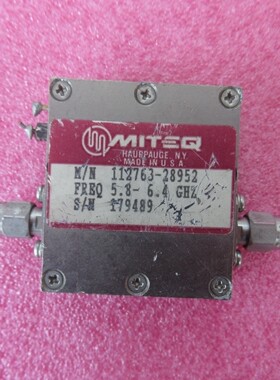 MITEQ
HAUPPAUGE, N.Y.
MADE IN U.S.A
M/N 112763-28952
FREQ 5.8- 6.4 GHZ
S/N 179489